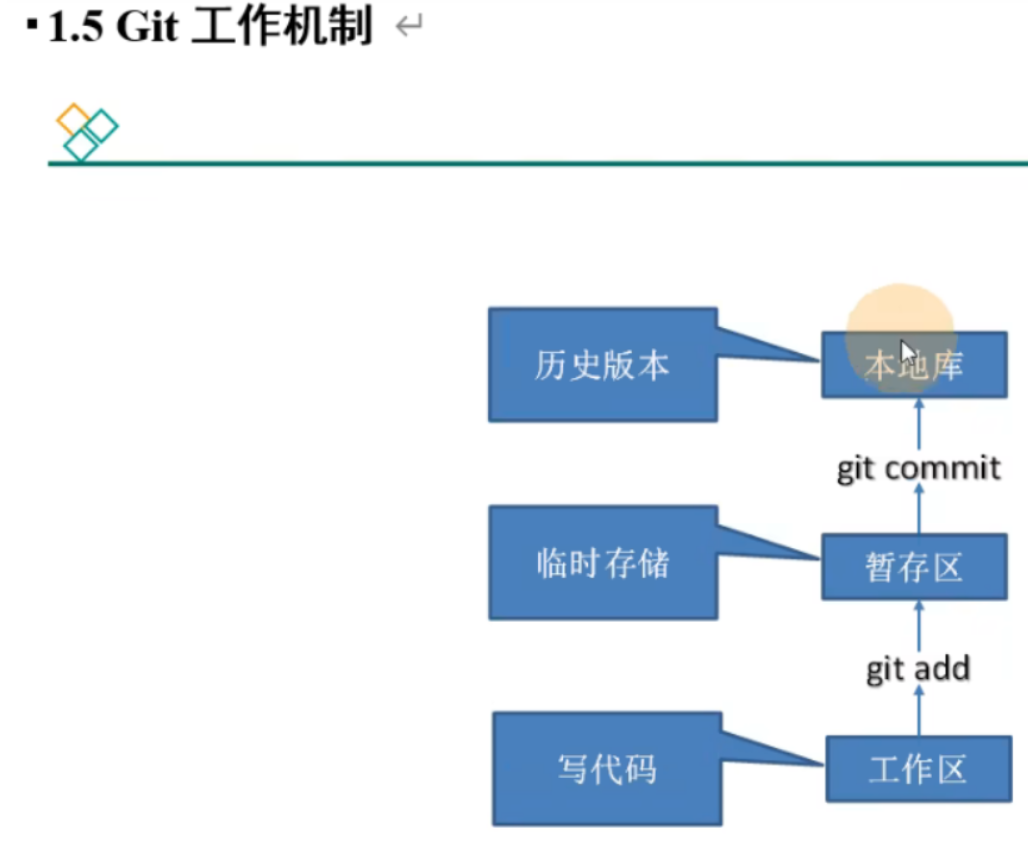 ▪1.5 Git 工作机制 ↵
历史版本
本地库
git commit
临时存储
暂存区
git add
写代码
工作区